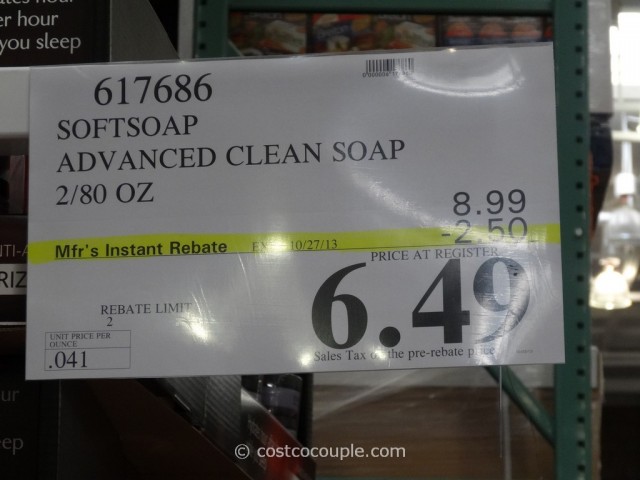 er hour
you sleep
617686
SOFTSOAP
ADVANCED CLEAN SOAP
2/80 OZ
8.99
-2.50
Mfr's Instant Rebate 10/27/13
PRICE AT REGISTER
6.49
REBATE LIMIT
2
UNIT PRICE PER
OUNCE
.041
Sales Tax on the pre-rebate price
© costcocouple.com